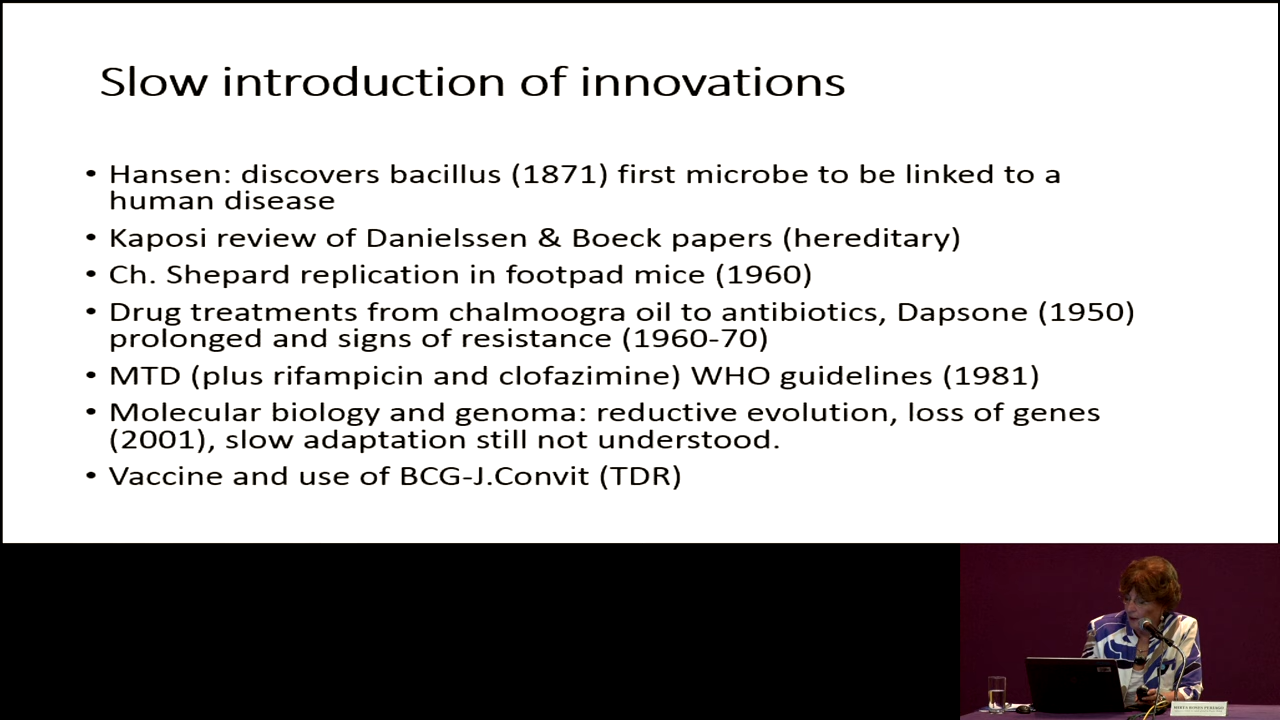 Slow introduction of innovations
• Hansen: discovers bacillus (1871) first microbe to be linked to a
human disease
• Kaposi review of Danielssen & Boeck papers (hereditary)
• Ch. Shepard replication in footpad mice (1960)
• Drug treatments from chalmoogra oil to antibiotics, Dapsone (1950)
prolonged and signs of resistance (1960-70)
• MTD (plus rifampicin and clofazimine) WHO guidelines (1981)
• Molecular biology and genoma: reductive evolution, loss of genes
(2001), slow adaptation still not understood.
• Vaccine and use of BCG-J.Convit (TDR)